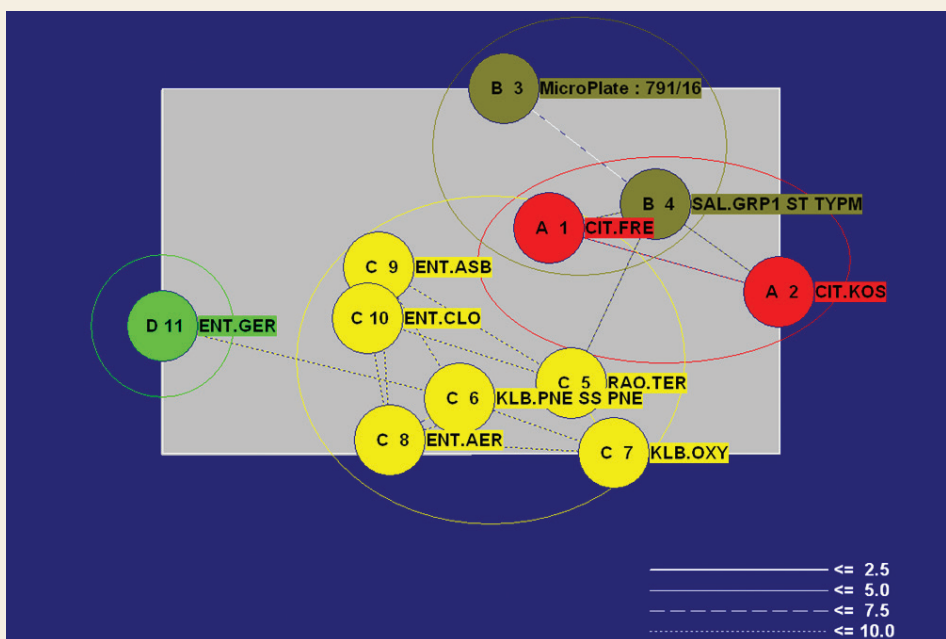 B 3 MicroPlate : 791/16
B 4 SAL.GRP1 ST TYPM
A 1 CIT.FRE
C 9 ENT.ASB
A 2 CIT.KOS
C 10 ENT.CLO
D 11 ENT.GER
C 5 RAO.TER
C 6 KLB.PNE SS PNE
C 8 ENT.AER
C 7 KLB.OXY
<= 2.5
<= 5.0
<= 7.5
<= 10.0